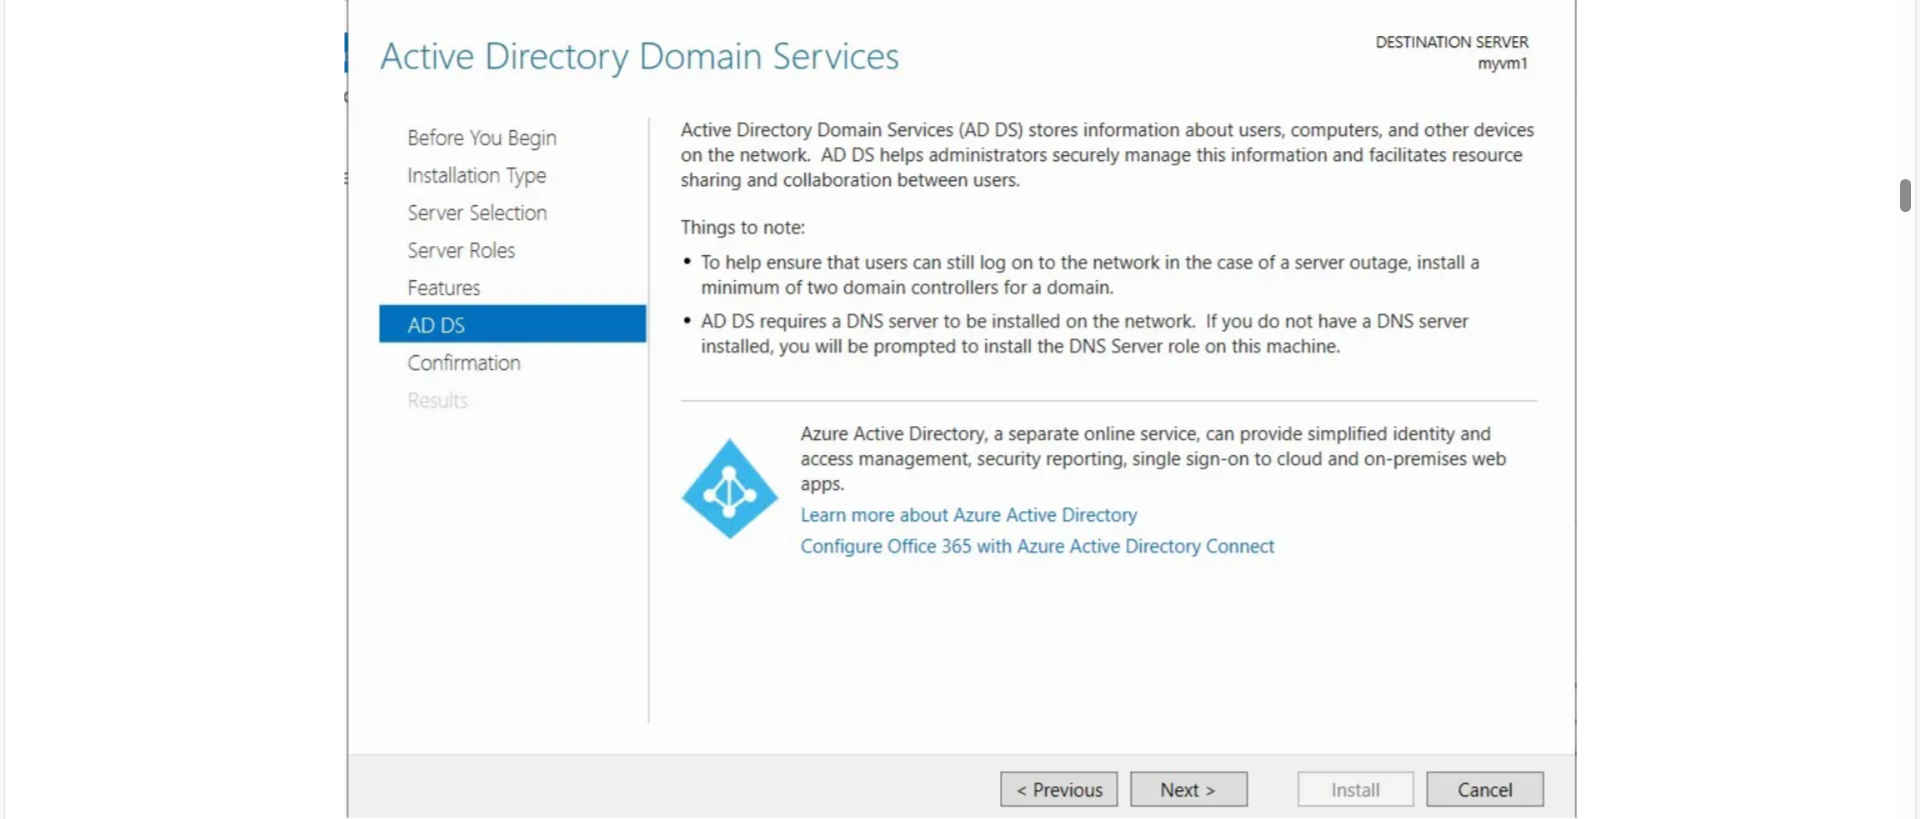 Active Directory Domain Services
DESTINATION SERVER
myvm1
Before You Begin
Installation Type
Server Selection
Server Roles
Features
AD DS
Confirmation
Results
Active Directory Domain Services (AD DS) stores information about users, computers, and other devices
on the network. AD DS helps administrators securely manage this information and facilitates resource
sharing and collaboration between users.
Things to note:
• To help ensure that users can still log on to the network in the case of a server outage, install a
minimum of two domain controllers for a domain.
• AD DS requires a DNS server to be installed on the network. If you do not have a DNS server
installed, you will be prompted to install the DNS Server role on this machine.
Azure Active Directory, a separate online service, can provide simplified identity and
access management, security reporting, single sign-on to cloud and on-premises web
apps.
Learn more about Azure Active Directory
Configure Office 365 with Azure Active Directory Connect
< Previous
Next >
Install
Cancel